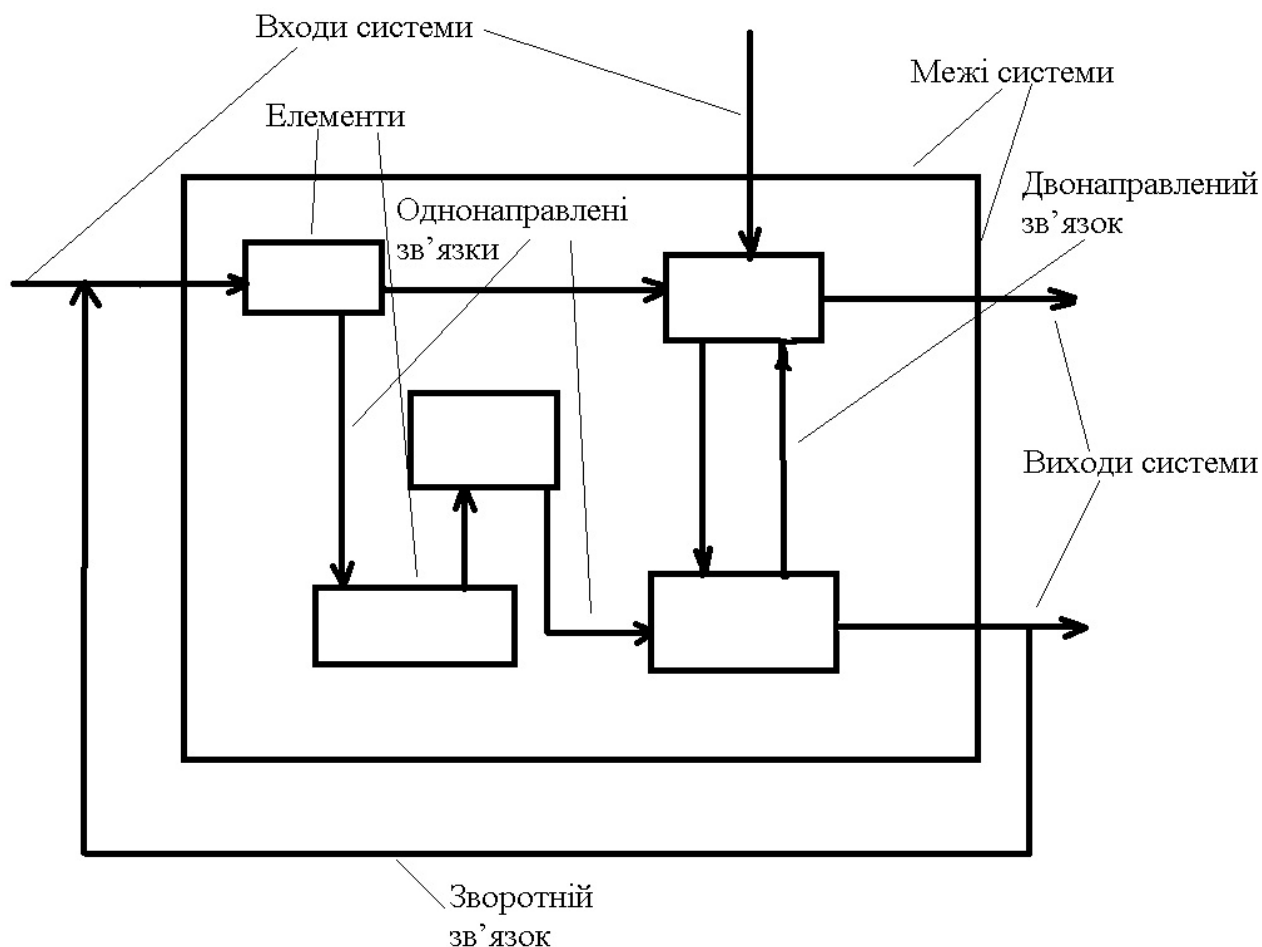 Входи системи
Межі системи
Елементи
Однонаправлені
зв’язки
Двонаправлений
зв’язок
Виходи системи
Зворотній
зв’язок